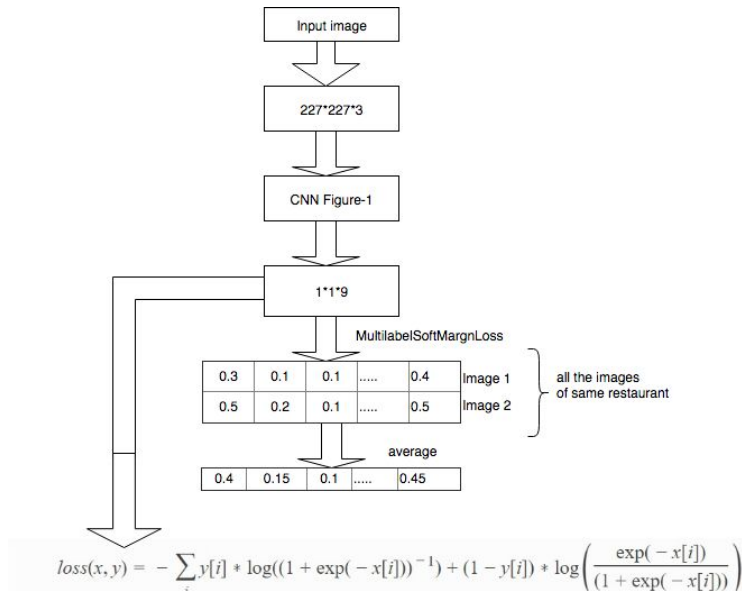 Input image
227*227*3
CNN Figure-1
1*1*9
MultilabelSoftMargnLoss
0.3 0.1 0.1 ..... 0.4 Image 1
0.5 0.2 0.1 ..... 0.5 Image 2
all the images
of same restaurant
average
0.4 0.15 0.1 ..... 0.45
loss(x, y) = − ∑ y[i] * log((1 + exp( − x[i]))⁻¹) + (1 − y[i]) * log( exp( − x[i]) / (1 + exp( − x[i])) )
i